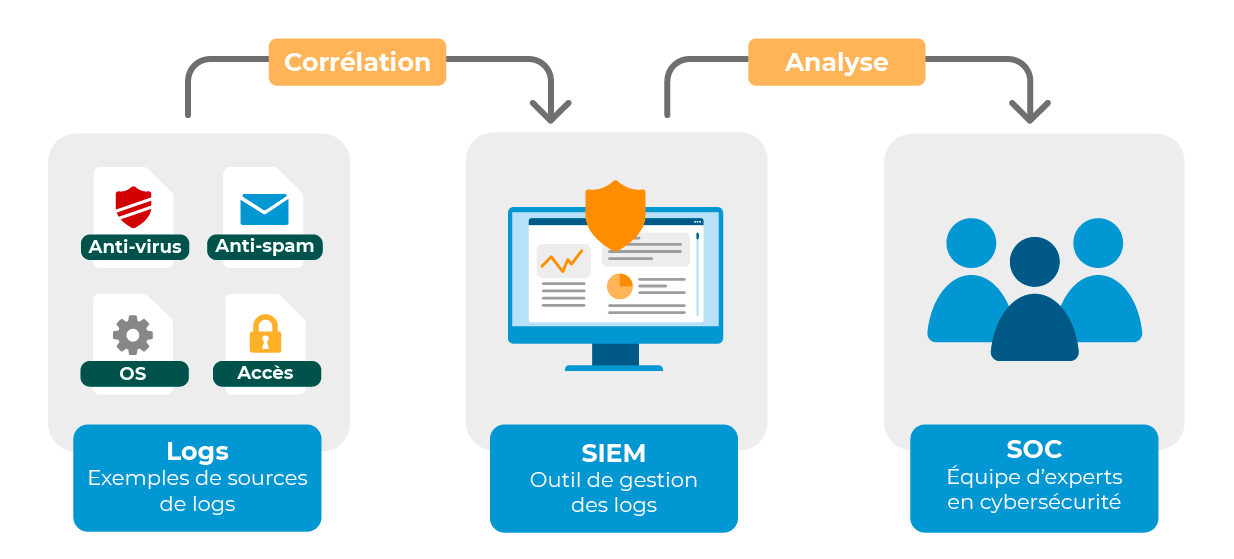 Corrélation
Analyse
Anti-virus
Anti-spam
OS
Accès
Logs
Exemples de sources
de logs
SIEM
Outil de gestion
des logs
SOC
Équipe d'experts
en cybersécurité